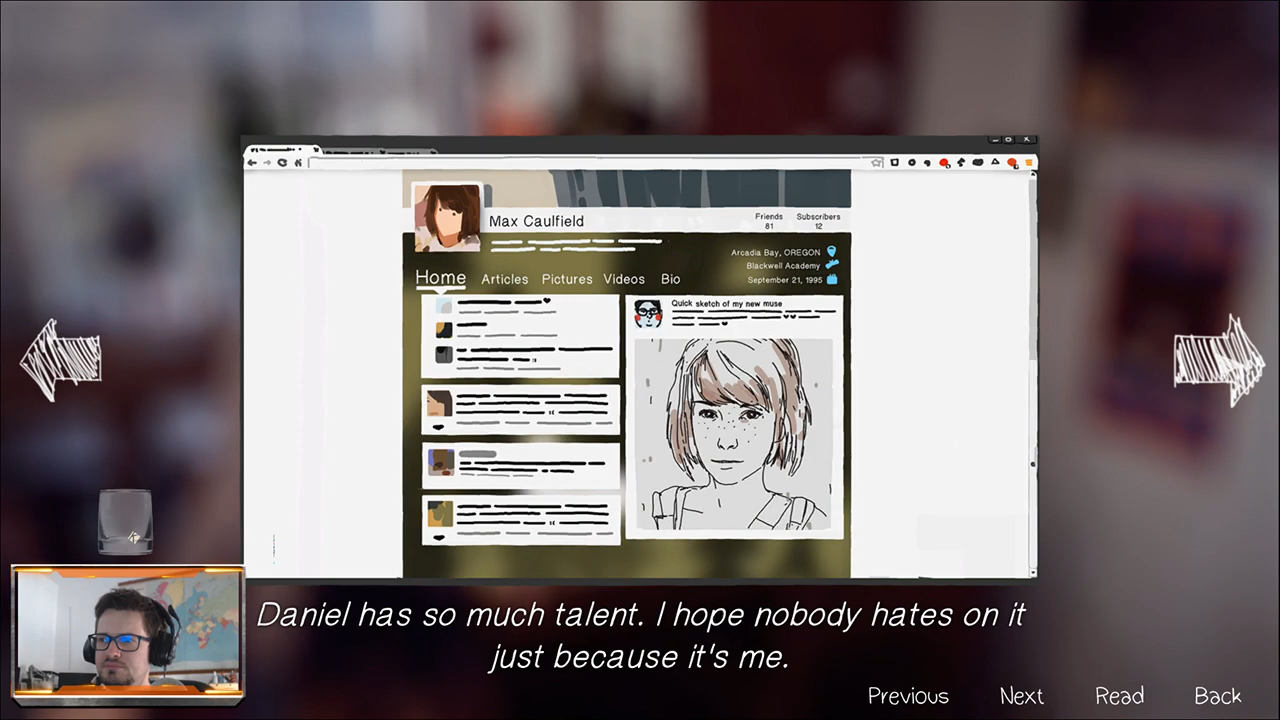 Max Caulfield
Friends
81
Subscribers
12
Arcadia Bay, OREGON
Blackwell Academy
September 21, 1995
Home Articles Pictures Videos Bio
Quick sketch of my new muse
Daniel has so much talent. I hope nobody hates on it
just because it's me.
Previous Next Read Back